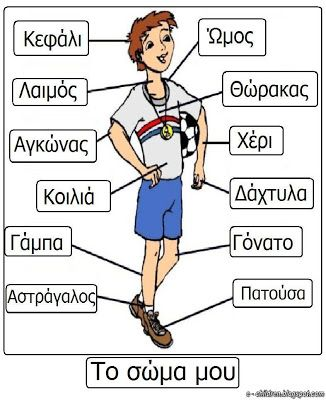 Κεφάλι
Ώμος
Λαιμός
Θώρακας
Αγκώνας
Χέρι
Κοιλιά
Δάχτυλα
Γάμπα
Γόνατο
Αστράγαλος
Πατούσα
Το σώμα μου
e - children.blogspot.com